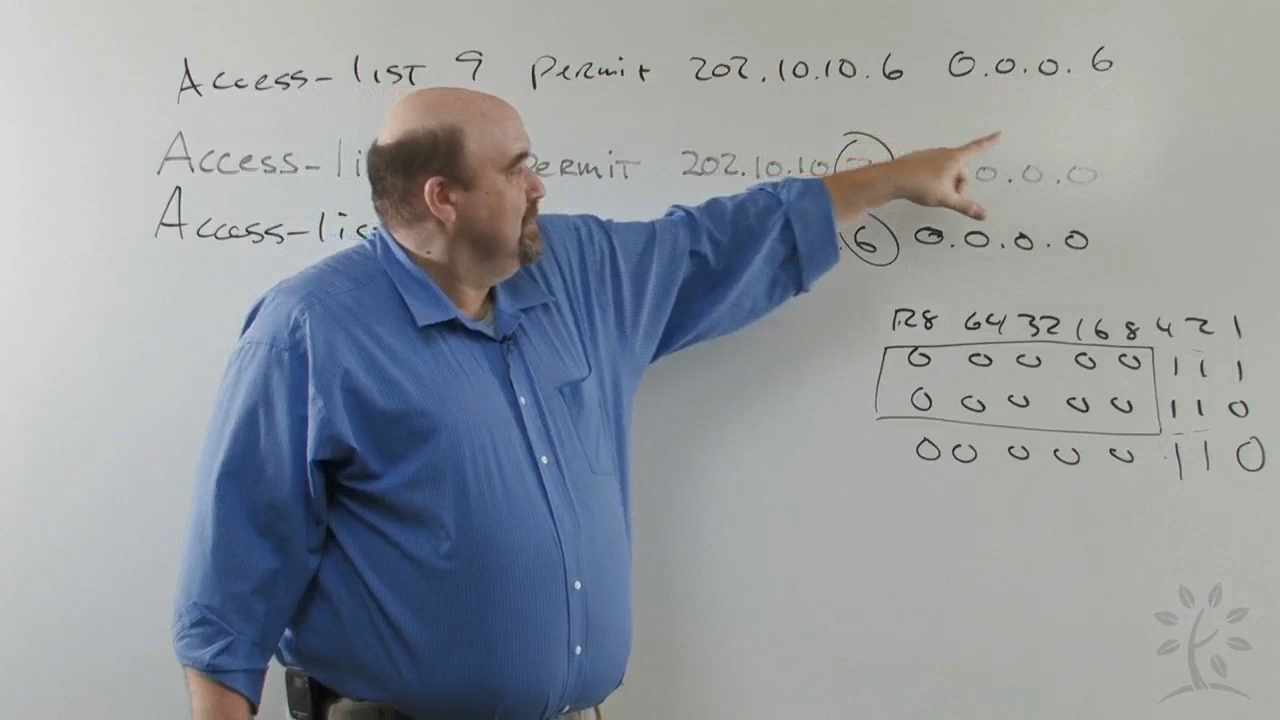 Access-list 9 permit 202.10.10.6 0.0.0.6
Access-li permit 202.10.10 0.0.0
Access-lis 6 0.0.0.0
128 64 32 16 8 4 2 1
0 0 0 0 0 1 1 1
0 0 0 0 0 1 1 0
0 0 0 0 0 1 1 0